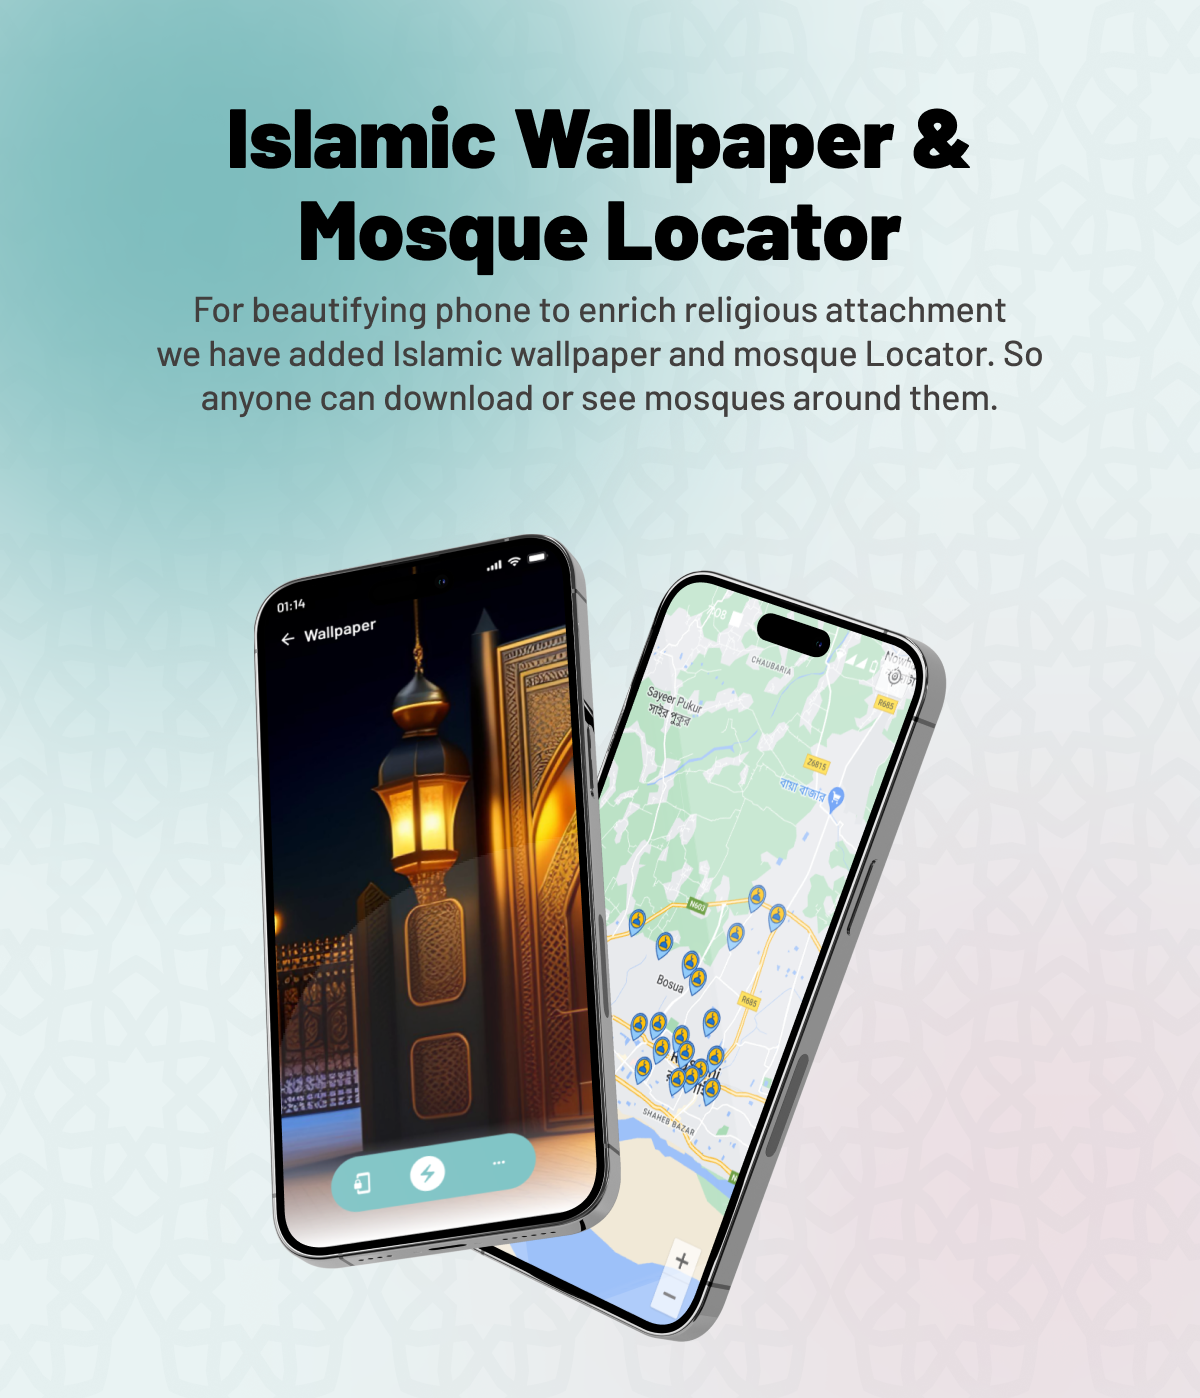 Islamic Wallpaper &
Mosque Locator
For beautifying phone to enrich religious attachment
we have added Islamic wallpaper and mosque Locator. So
anyone can download or see mosques around them.
01:14
Wallpaper
CHAUBARIA
Sayeer Pukur
সাইর পুকুর
R685
Z6815
বায়া বাজার
N603
Bosua
R685
SHAHEB BAZAR